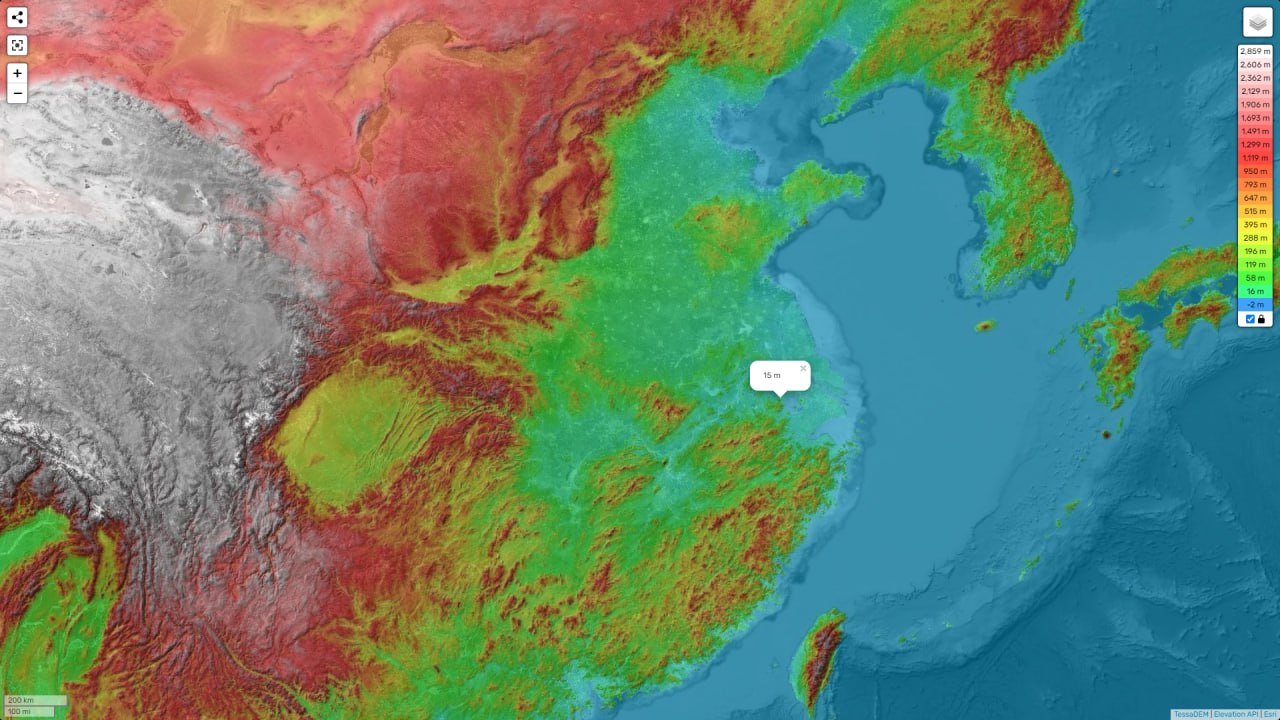 +
−
2,859 m
2,606 m
2,362 m
2,129 m
1,906 m
1,693 m
1,491 m
1,299 m
1,119 m
950 m
793 m
647 m
515 m
395 m
288 m
196 m
119 m
58 m
16 m
-2 m
15 m ×
200 km
100 mi
TessaDEM | Elevation API | Esri